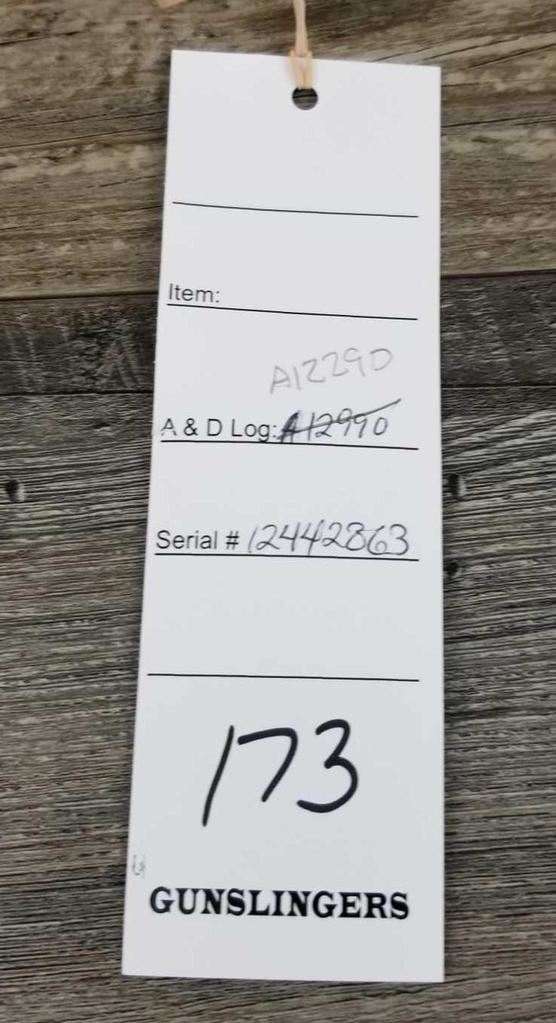 Item:
A12290
A & D Log: A12990
Serial # 12442863
173
GUNSLINGERS